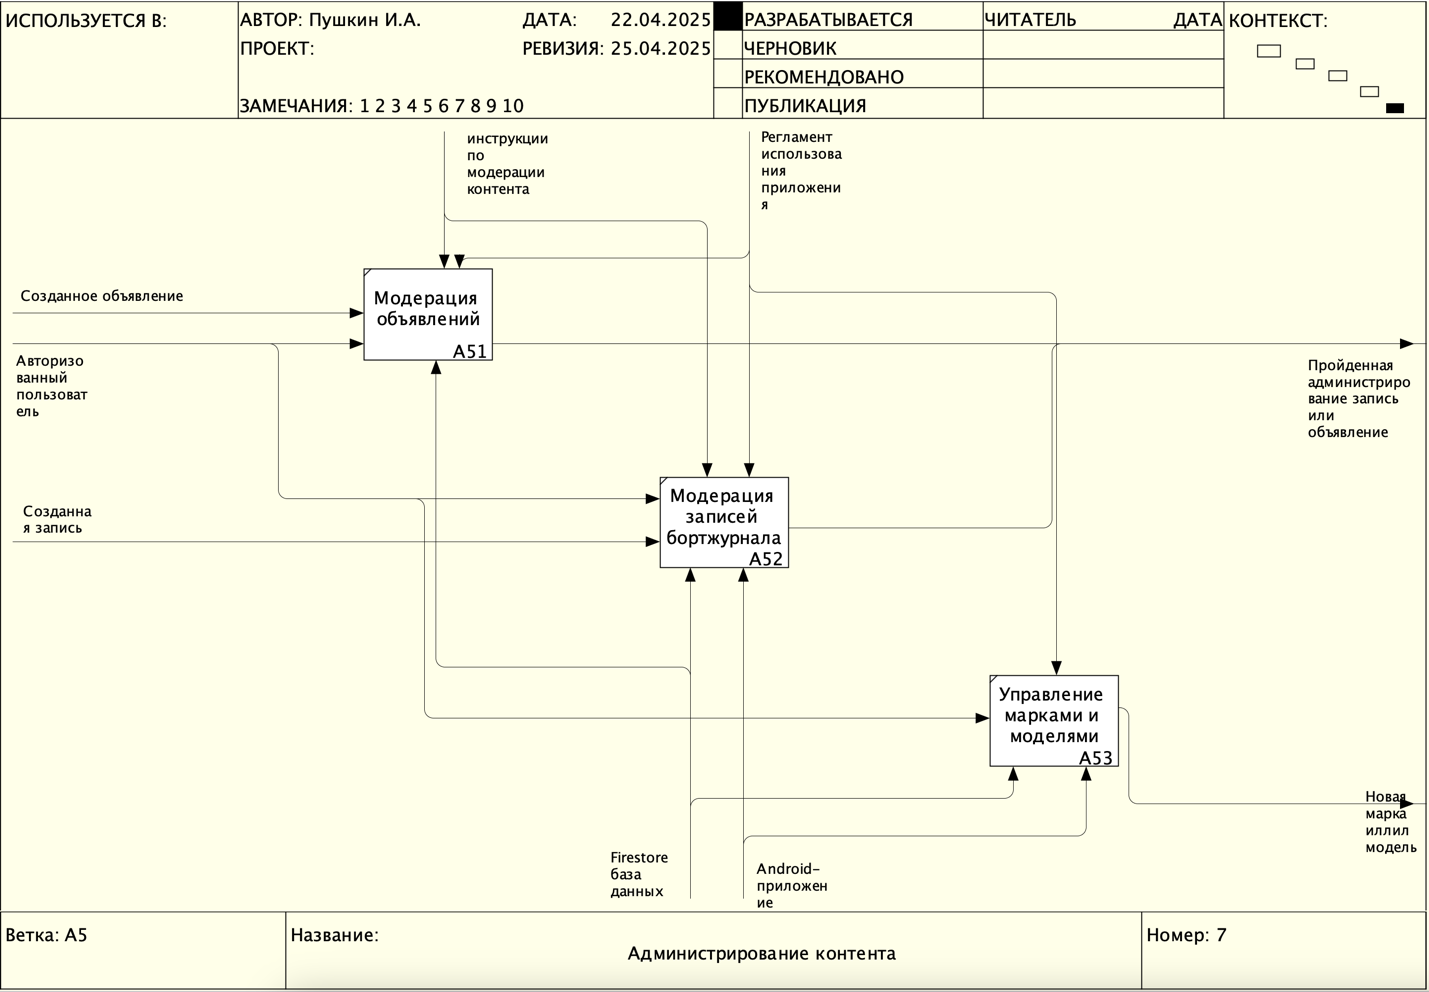 ИСПОЛЬЗУЕТСЯ В:
АВТОР: Пушкин И.А.
ДАТА: 22.04.2025
ПРОЕКТ:
РЕВИЗИЯ: 25.04.2025
ЗАМЕЧАНИЯ: 1 2 3 4 5 6 7 8 9 10
РАЗРАБАТЫВАЕТСЯ
ЧЕРНОВИК
РЕКОМЕНДОВАНО
ПУБЛИКАЦИЯ
ЧИТАТЕЛЬ
ДАТА
КОНТЕКСТ:
инструкции
по
модерации
контента
Регламент
использова
ния
приложени
я
Созданное объявление
Модерация
объявлений
A51
Авторизо
ванный
пользоват
ель
Пройденная
администриро
вание запись
или
объявление
Созданна
я запись
Модерация
записей
бортжурнала
A52
Управление
марками и
моделями
A53
Новая
марка
иллил
модель
Firestore
база
данных
Android-
приложен
ие
Ветка: A5
Название:
Администрирование контента
Номер: 7